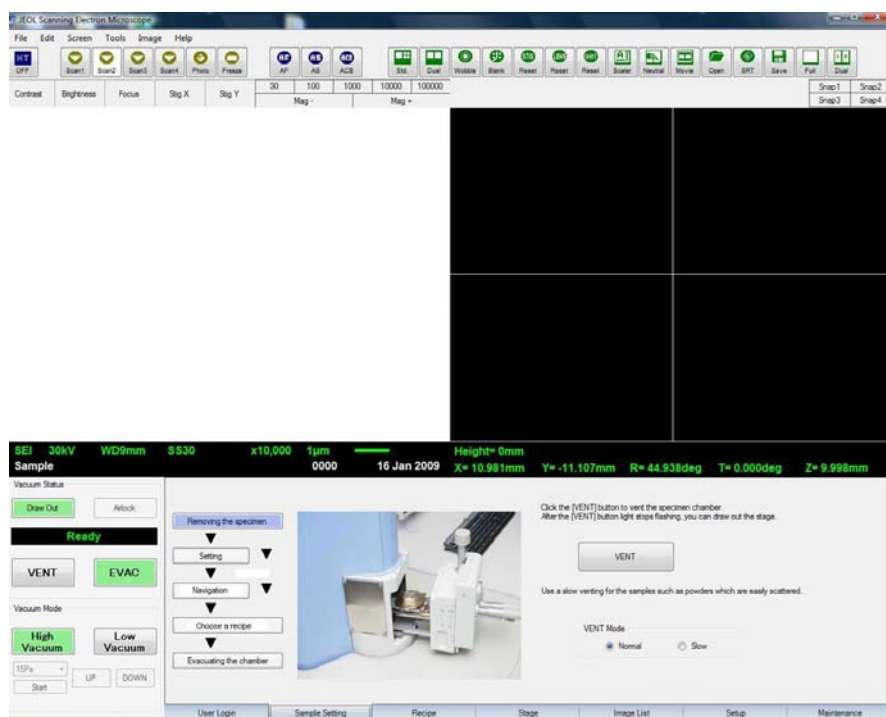 JEOL Scanning Electron Microscope
File Edit Screen Tools Image Help
HT
OFF Scan1 Scan2 Scan3 Scan4 Photo Freeze AF AS ACB Std. Dual Wobble Blank Reset Reset Reset Scaler Neutral Movie Open SRT Save Full Dual
Contrast Brightness Focus Stig X Stig Y 30 100 1000 10000 100000 Snap1 Snap2
Mag - Mag + Snap3 Snap4
SEI 30kV WD9mm SS30 x10,000 1µm Height= 0mm
Sample 0000 16 Jan 2009 X= 10.981mm Y= -11.107mm R= 44.938deg T= 0.000deg Z= 9.998mm
Vacuum Status
Draw Out Airlock
Ready
VENT EVAC
Vacuum Mode
High Vacuum Low Vacuum
15Pa UP DOWN
Start
Removing the specimen
Setting
Navigation
Choose a recipe
Evacuating the chamber
Click the [VENT] button to vent the specimen chamber.
After the [VENT] button light stops flashing, you can draw out the stage.
VENT
Use a slow venting for the samples such as powders which are easily scattered.
VENT Mode
Normal Slow
User Login Sample Setting Recipe Stage Image List Setup Maintenance